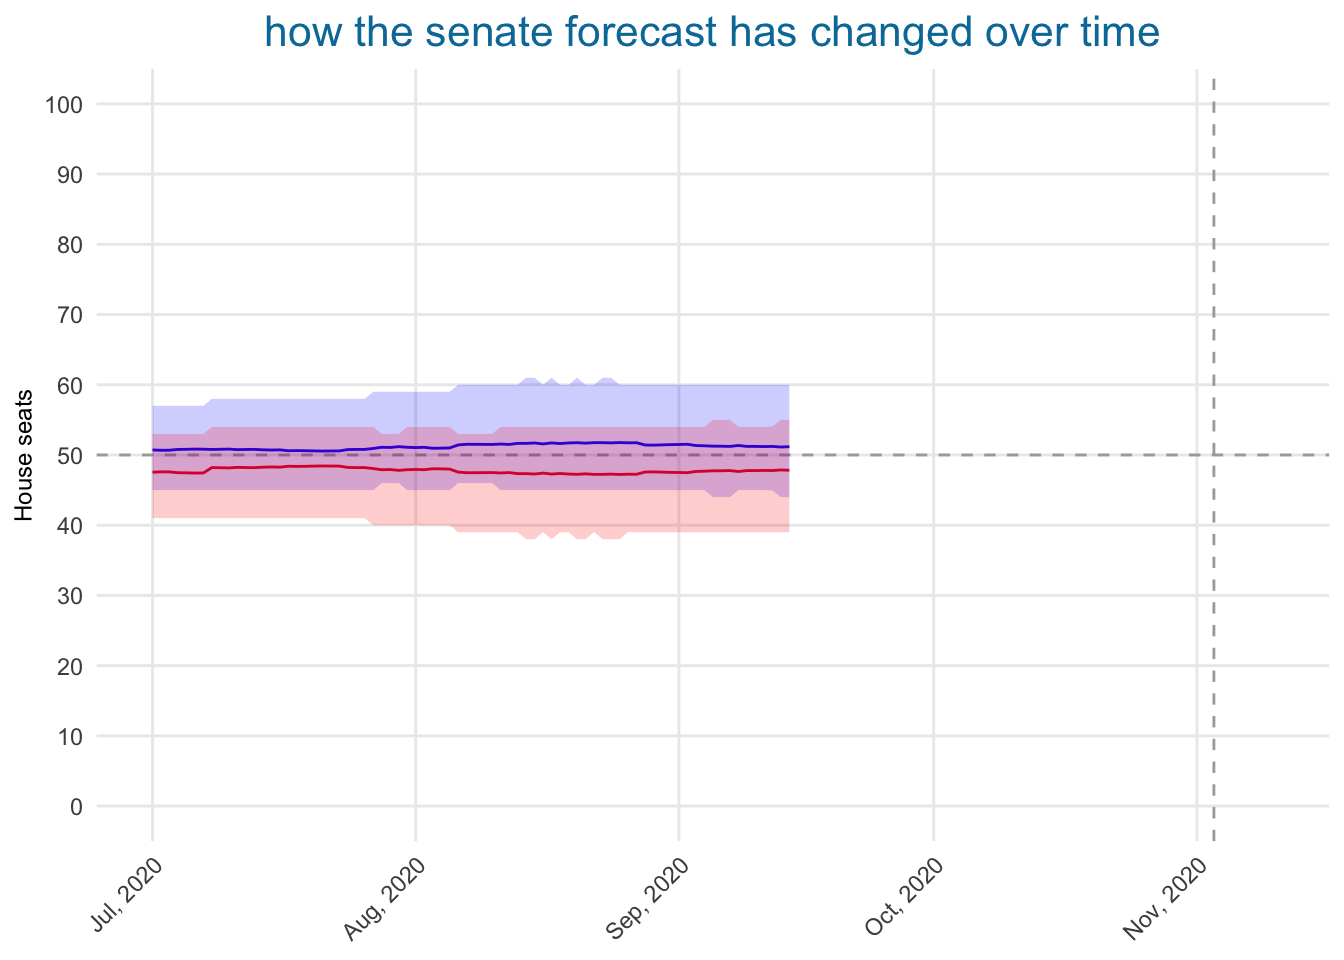 how the senate forecast has changed over time
House seats
100
90
80
70
60
50
40
30
20
10
0
Jul, 2020
Aug, 2020
Sep, 2020
Oct, 2020
Nov, 2020